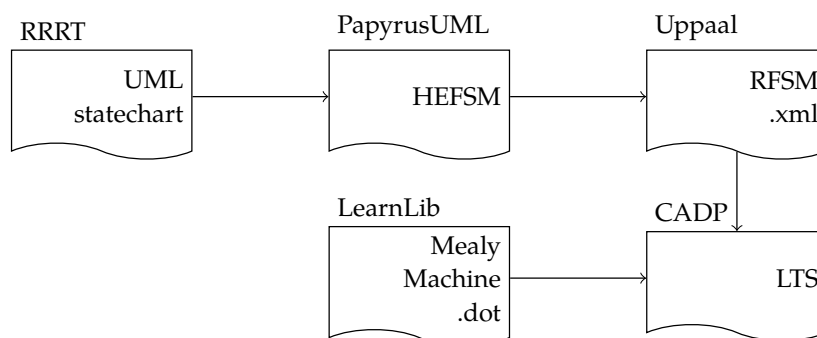 RRRT
UML
statechart
PapyrusUML
HEFSM
Uppaal
RFSM
.xml
LearnLib
Mealy
Machine
.dot
CADP
LTS